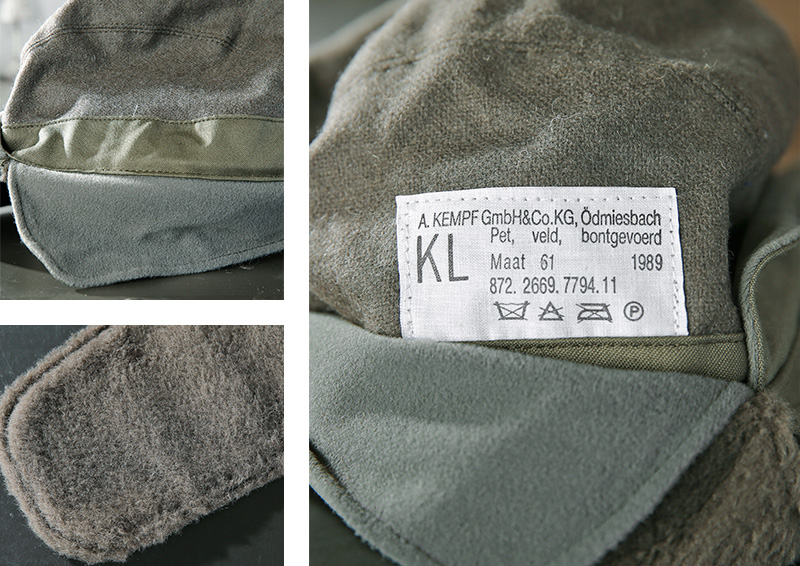 A. KEMPF GmbH&Co.KG, Ödmiesbach
KL
Pet, veld, bontgevoerd
Maat 61 1989
872. 2669. 7794. 11
P